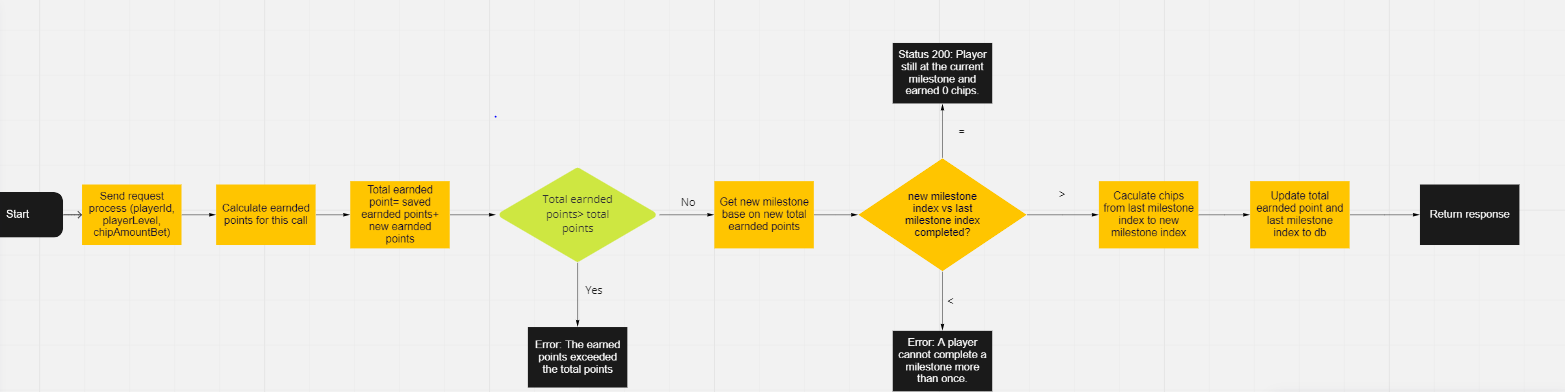 Start
Send request
process (playerId,
playerLevel,
chipAmountBet)
Calculate earnded
points for this call
Total earnded
point= saved
earnded points+
new earnded
points
Total earnded
points> total
points
Yes
Error: The earned
points exceeded
the total points
No
Get new milestone
base on new total
earnded points
new milestone
index vs last
milestone index
completed?
=
Status 200: Player
still at the current
milestone and
earned 0 chips.
<
Error: A player
cannot complete a
milestone more
than once.
>
Caculate chips
from last milestone
index to new
milestone index
Update total
earnded point and
last milestone
index to db
Return response